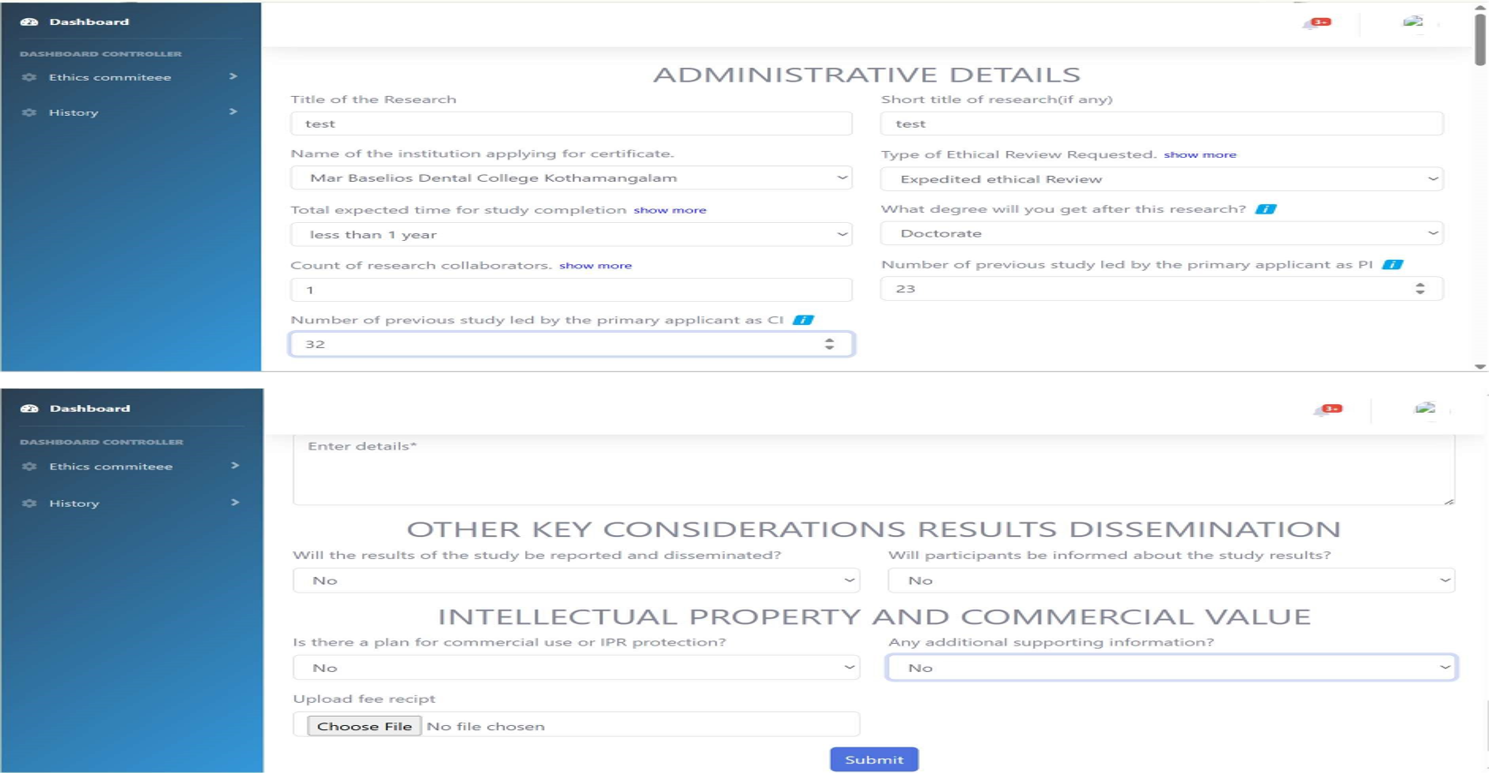 Dashboard
3+
DASHBOARD CONTROLLER
Ethics commiteee
History
ADMINISTRATIVE DETAILS
Title of the Research
Short title of research(if any)
test
test
Name of the institution applying for certificate.
Type of Ethical Review Requested. show more
Mar Baselios Dental College Kothamangalam
Expedited ethical Review
Total expected time for study completion show more
What degree will you get after this research? i
less than 1 year
Doctorate
Count of research collaborators. show more
Number of previous study led by the primary applicant as PI i
1
23
Number of previous study led by the primary applicant as CI i
32
Dashboard
3+
DASHBOARD CONTROLLER
Ethics commiteee
History
Enter details*
OTHER KEY CONSIDERATIONS RESULTS DISSEMINATION
Will the results of the study be reported and disseminated?
Will participants be informed about the study results?
No
No
INTELLECTUAL PROPERTY AND COMMERCIAL VALUE
Is there a plan for commercial use or IPR protection?
Any additional supporting information?
No
No
Upload fee recipt
Choose File No file chosen
Submit